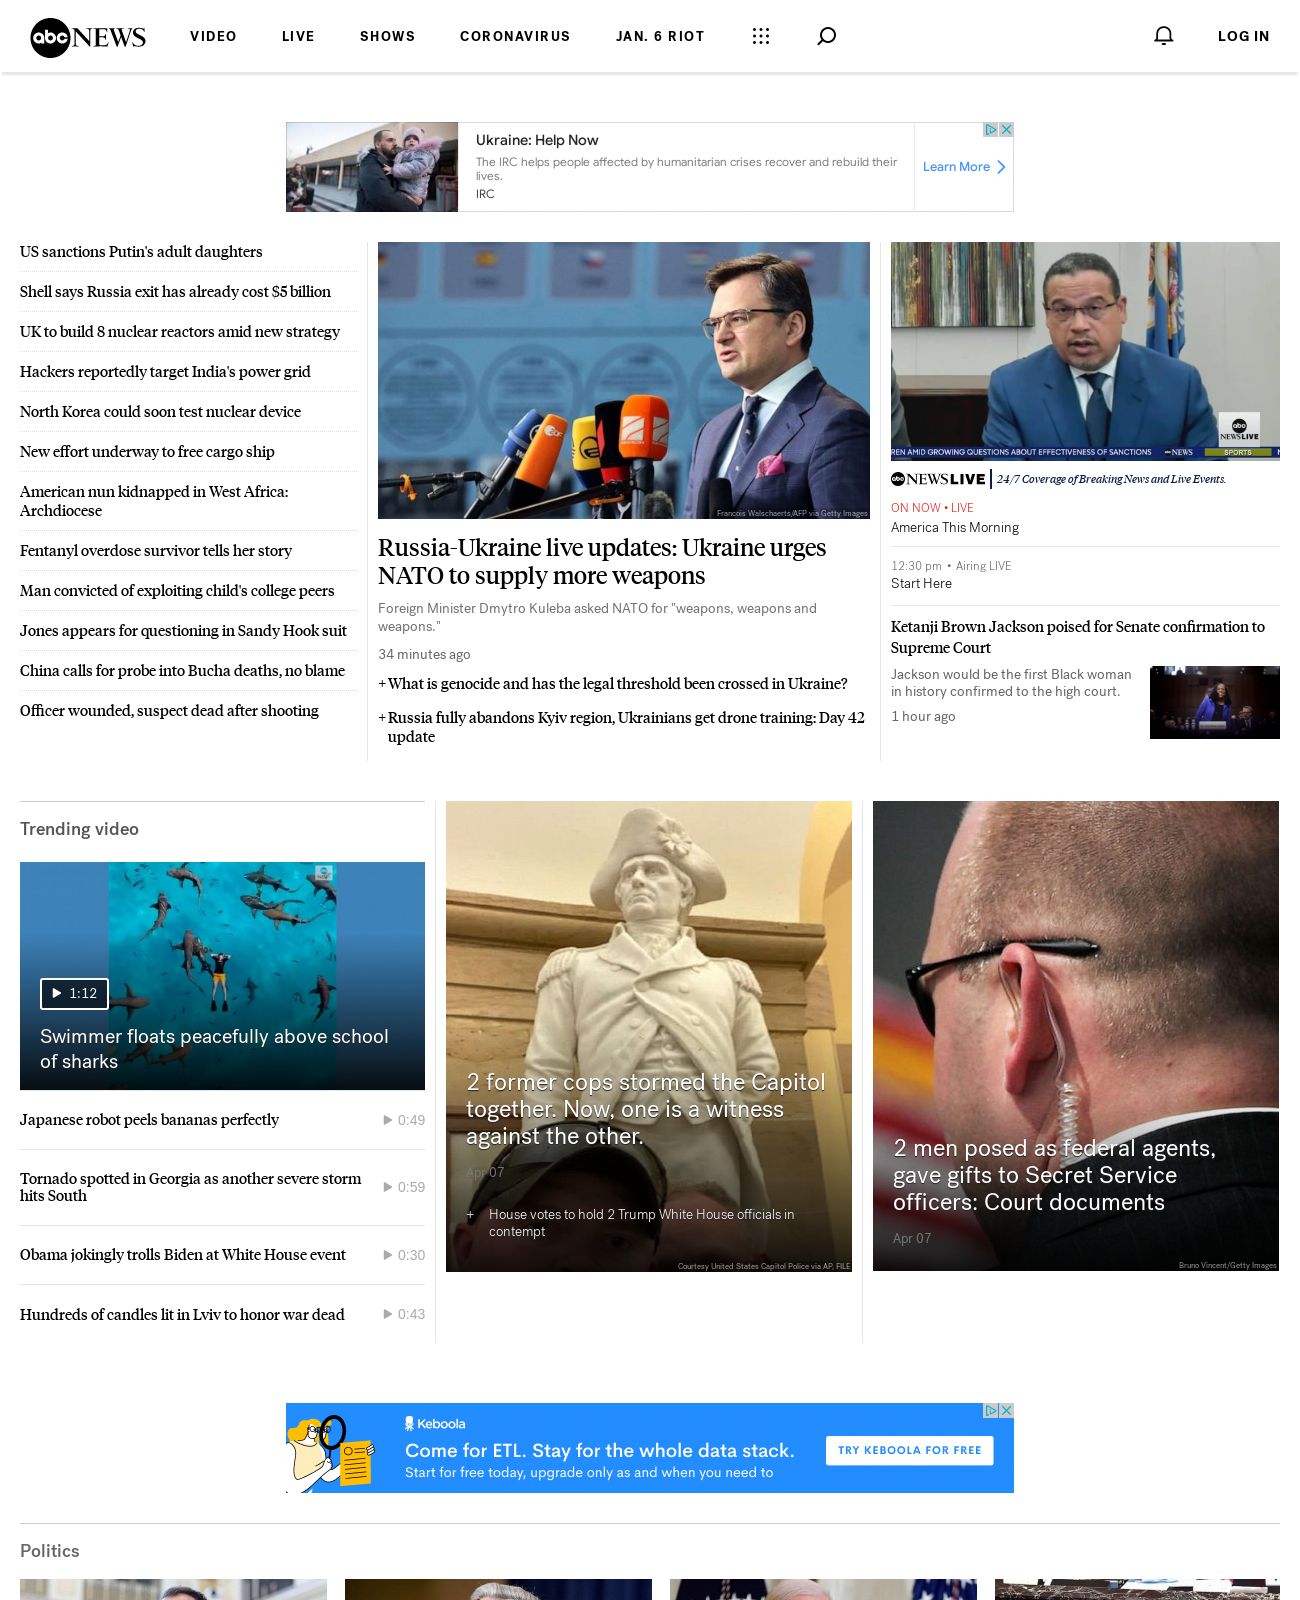 abc NEWS
VIDEO
LIVE
SHOWS
CORONAVIRUS
JAN. 6 RIOT
LOG IN
Ukraine: Help Now
The IRC helps people affected by humanitarian crises recover and rebuild their
lives.
IRC
Learn More
US sanctions Putin's adult daughters
Shell says Russia exit has already cost $5 billion
UK to build 8 nuclear reactors amid new strategy
Hackers reportedly target India's power grid
North Korea could soon test nuclear device
New effort underway to free cargo ship
American nun kidnapped in West Africa:
Archdiocese
Fentanyl overdose survivor tells her story
Man convicted of exploiting child's college peers
Jones appears for questioning in Sandy Hook suit
China calls for probe into Bucha deaths, no blame
Officer wounded, suspect dead after shooting
Francois Walschaerts/AFP via Getty Images
Russia-Ukraine live updates: Ukraine urges
NATO to supply more weapons
Foreign Minister Dmytro Kuleba asked NATO for "weapons, weapons and
weapons."
34 minutes ago
+ What is genocide and has the legal threshold been crossed in Ukraine?
+ Russia fully abandons Kyiv region, Ukrainians get drone training: Day 42
update
abc
NEWS LIVE
REN AMID GROWING QUESTIONS ABOUT EFFECTIVENESS OF SANCTIONS
abc NEWS
SPORTS
abc NEWS LIVE
24/7 Coverage of Breaking News and Live Events.
ON NOW • LIVE
America This Morning
12:30 pm • Airing LIVE
Start Here
Ketanji Brown Jackson poised for Senate confirmation to
Supreme Court
Jackson would be the first Black woman
in history confirmed to the high court.
1 hour ago
Trending video
1:12
Swimmer floats peacefully above school
of sharks
Japanese robot peels bananas perfectly
0:49
Tornado spotted in Georgia as another severe storm
hits South
0:59
Obama jokingly trolls Biden at White House event
0:30
Hundreds of candles lit in Lviv to honor war dead
0:43
2 former cops stormed the Capitol
together. Now, one is a witness
against the other.
Apr 07
+ House votes to hold 2 Trump White House officials in
contempt
Courtesy United States Capitol Police via AP, FILE
2 men posed as federal agents,
gave gifts to Secret Service
officers: Court documents
Apr 07
Bruno Vincent/Getty Images
Keboola
Come for ETL. Stay for the whole data stack.
Start for free today, upgrade only as and when you need to
TRY KEBOOLA FOR FREE
Politics